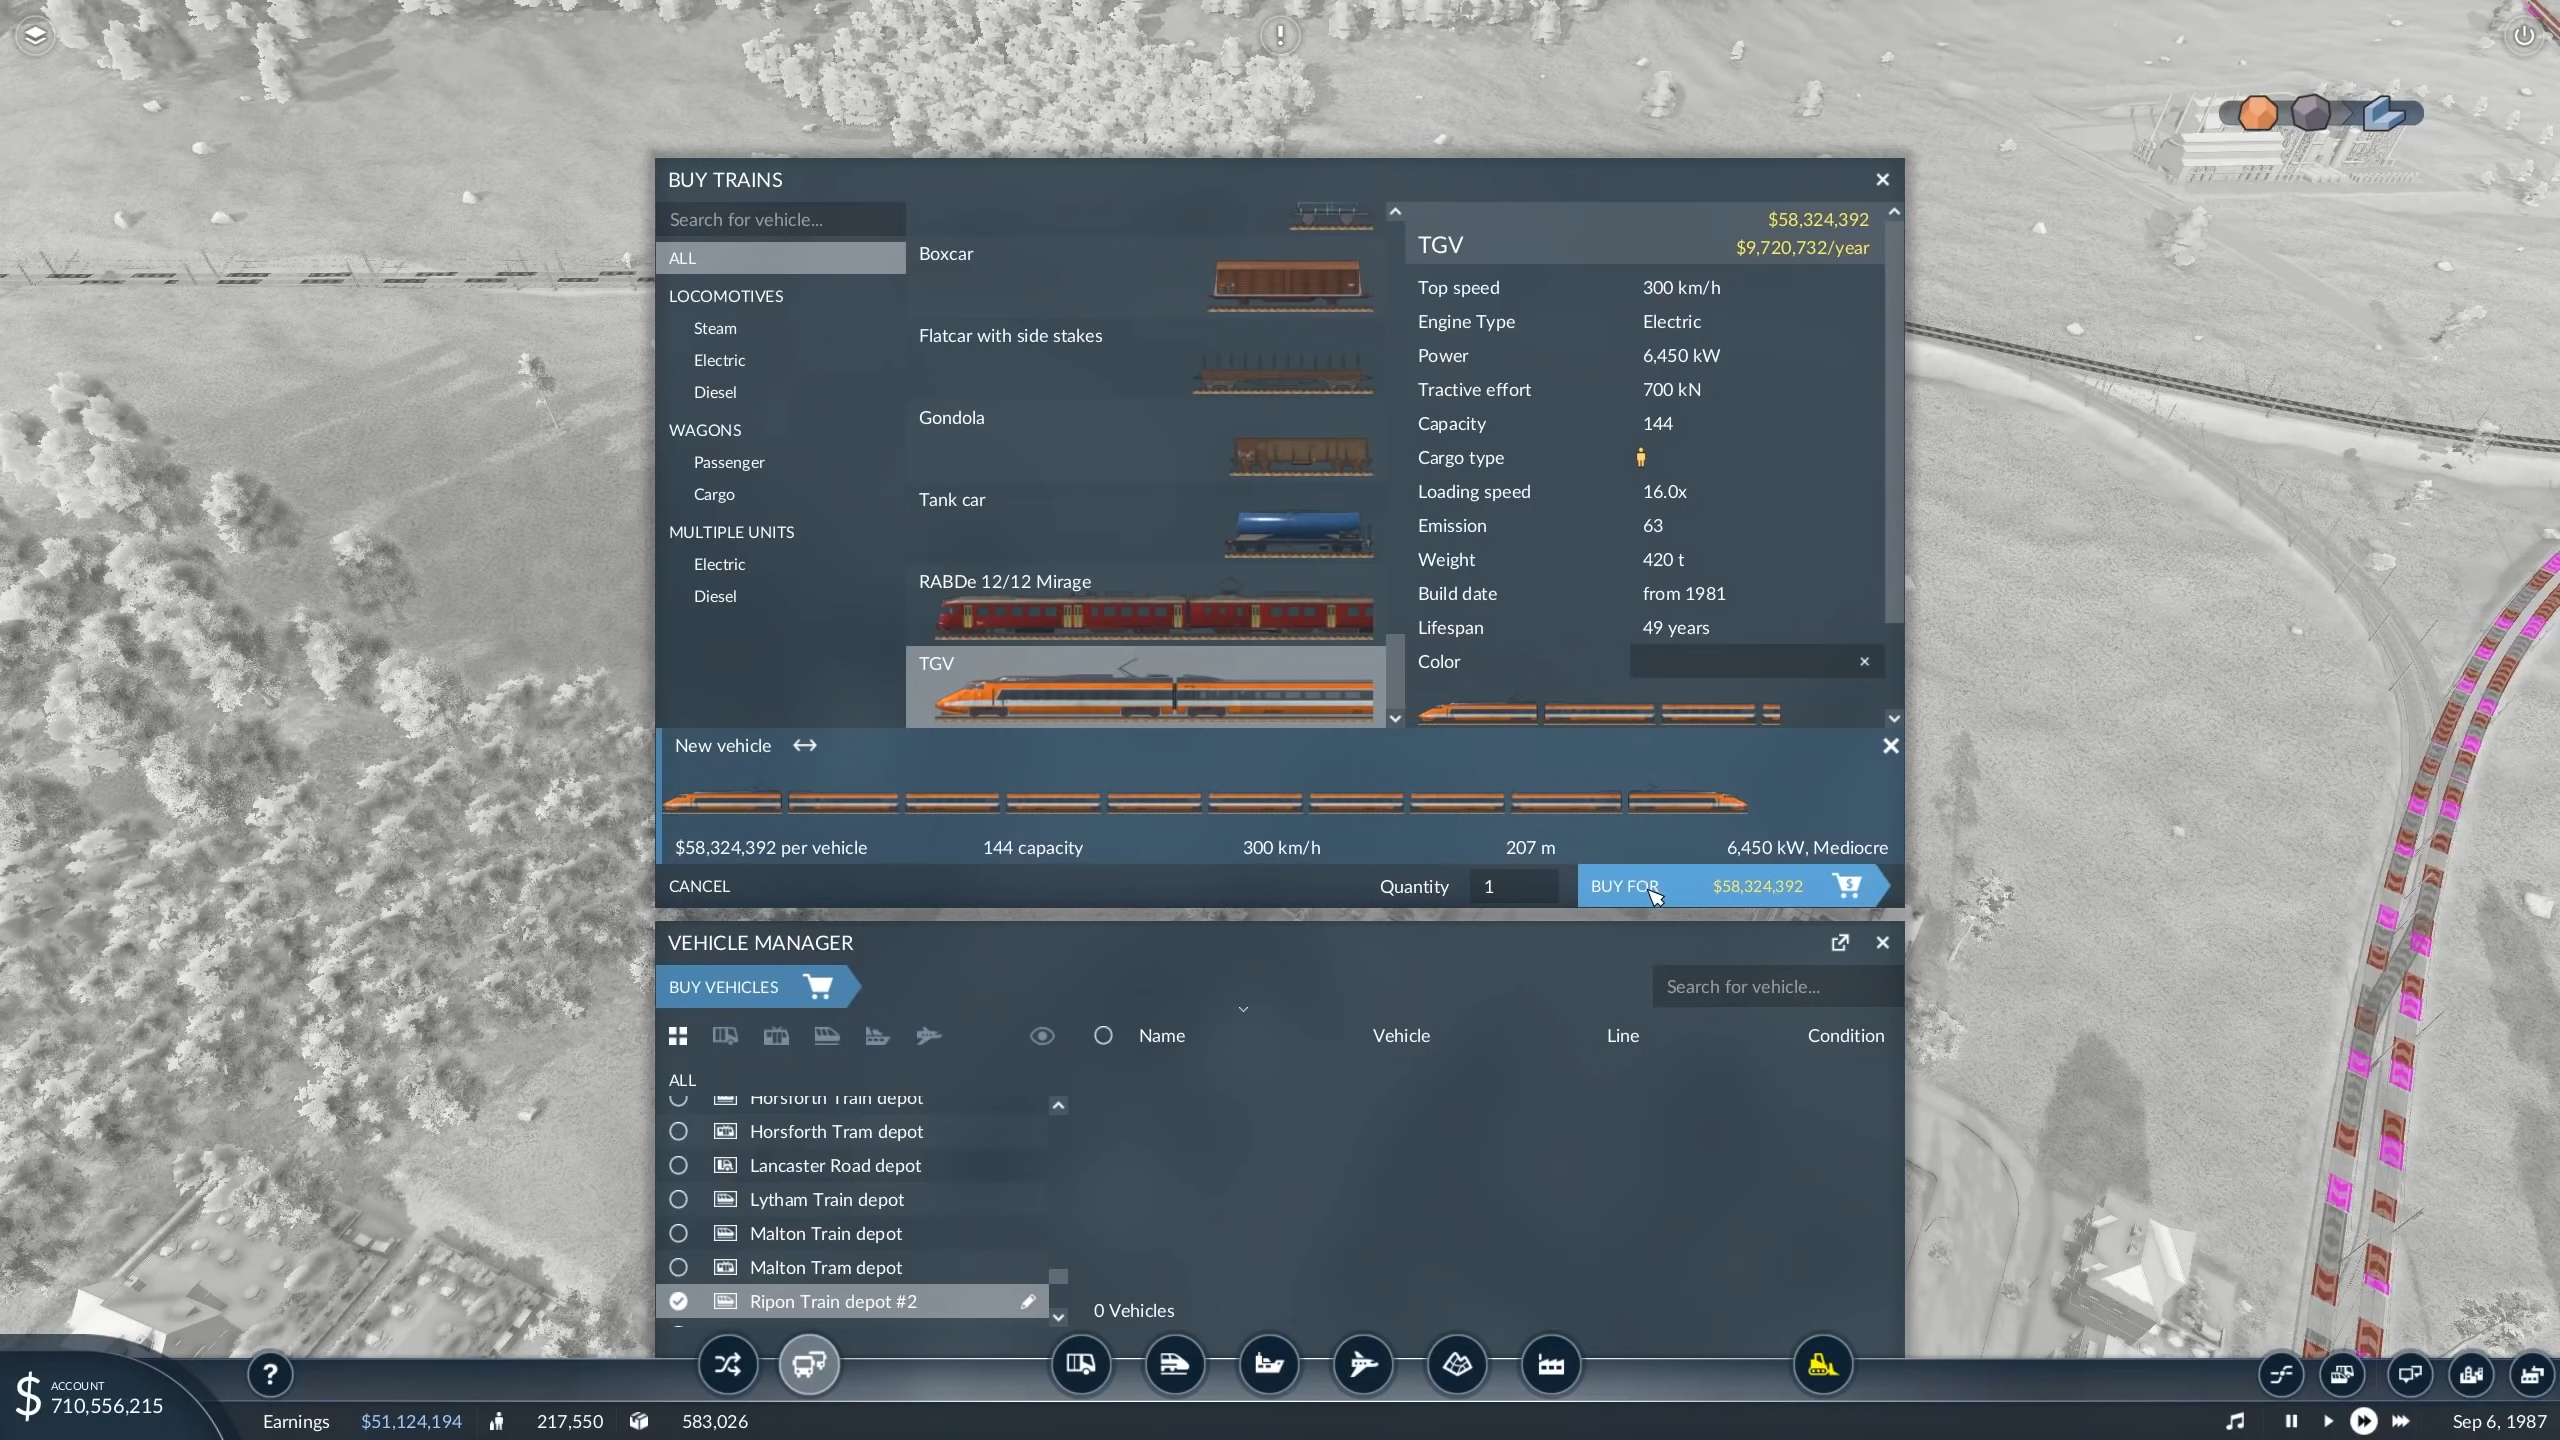 BUY TRAINS
Search for vehicle...
ALL
LOCOMOTIVES
Steam
Electric
Diesel
WAGONS
Passenger
Cargo
MULTIPLE UNITS
Electric
Diesel
Boxcar
Flatcar with side stakes
Gondola
Tank car
RABDe 12/12 Mirage
TGV
$58,324,392
TGV
$9,720,732/year
Top speed 300 km/h
Engine Type Electric
Power 6,450 kW
Tractive effort 700 kN
Capacity 144
Cargo type
Loading speed 16.0x
Emission 63
Weight 420 t
Build date from 1981
Lifespan 49 years
Color
New vehicle
$58,324,392 per vehicle 144 capacity 300 km/h 207 m 6,450 kW, Mediocre
CANCEL Quantity 1 BUY FOR $58,324,392
VEHICLE MANAGER
BUY VEHICLES Search for vehicle...
Name Vehicle Line Condition
ALL
Horsforth Train depot
Horsforth Tram depot
Lancaster Road depot
Lytham Train depot
Malton Train depot
Malton Tram depot
Ripon Train depot #2
0 Vehicles
ACCOUNT
$ 710,556,215
?
Earnings $51,124,194 217,550 583,026 Sep 6, 1987